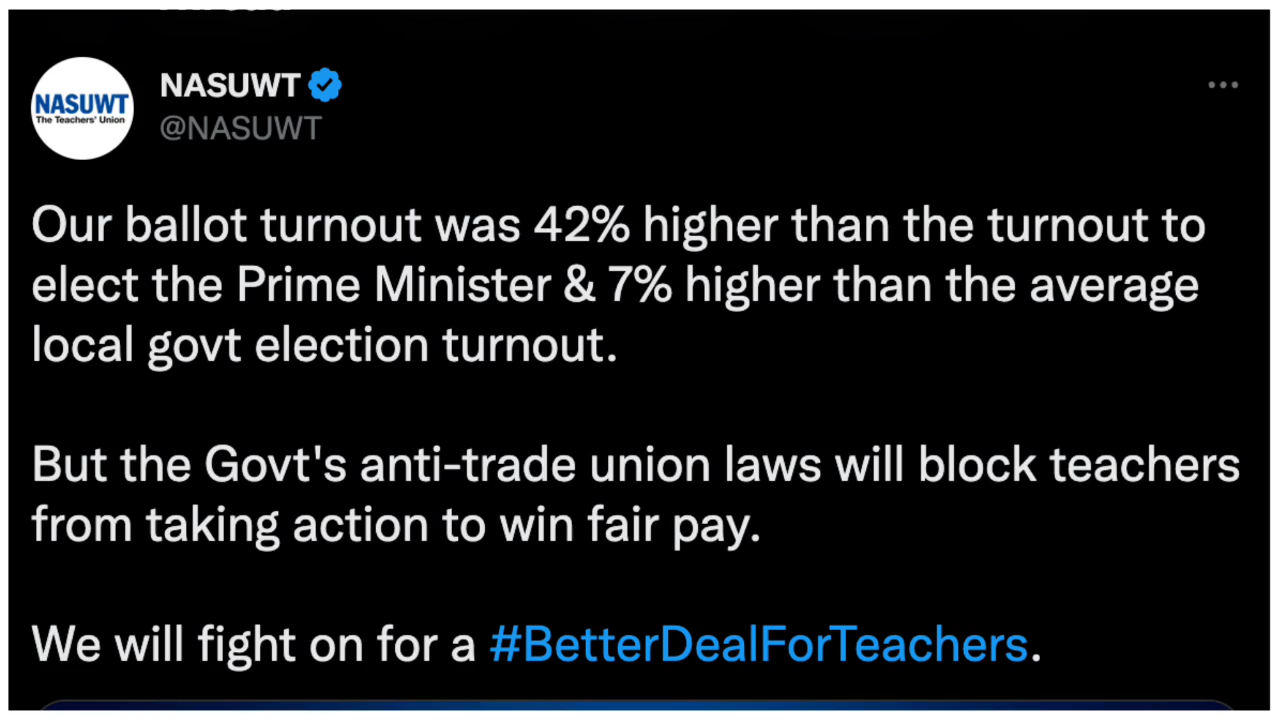 NASUWT
The Teachers' Union
NASUWT
@NASUWT
Our ballot turnout was 42% higher than the turnout to
elect the Prime Minister & 7% higher than the average
local govt election turnout.
But the Govt's anti-trade union laws will block teachers
from taking action to win fair pay.
We will fight on for a #BetterDealForTeachers.